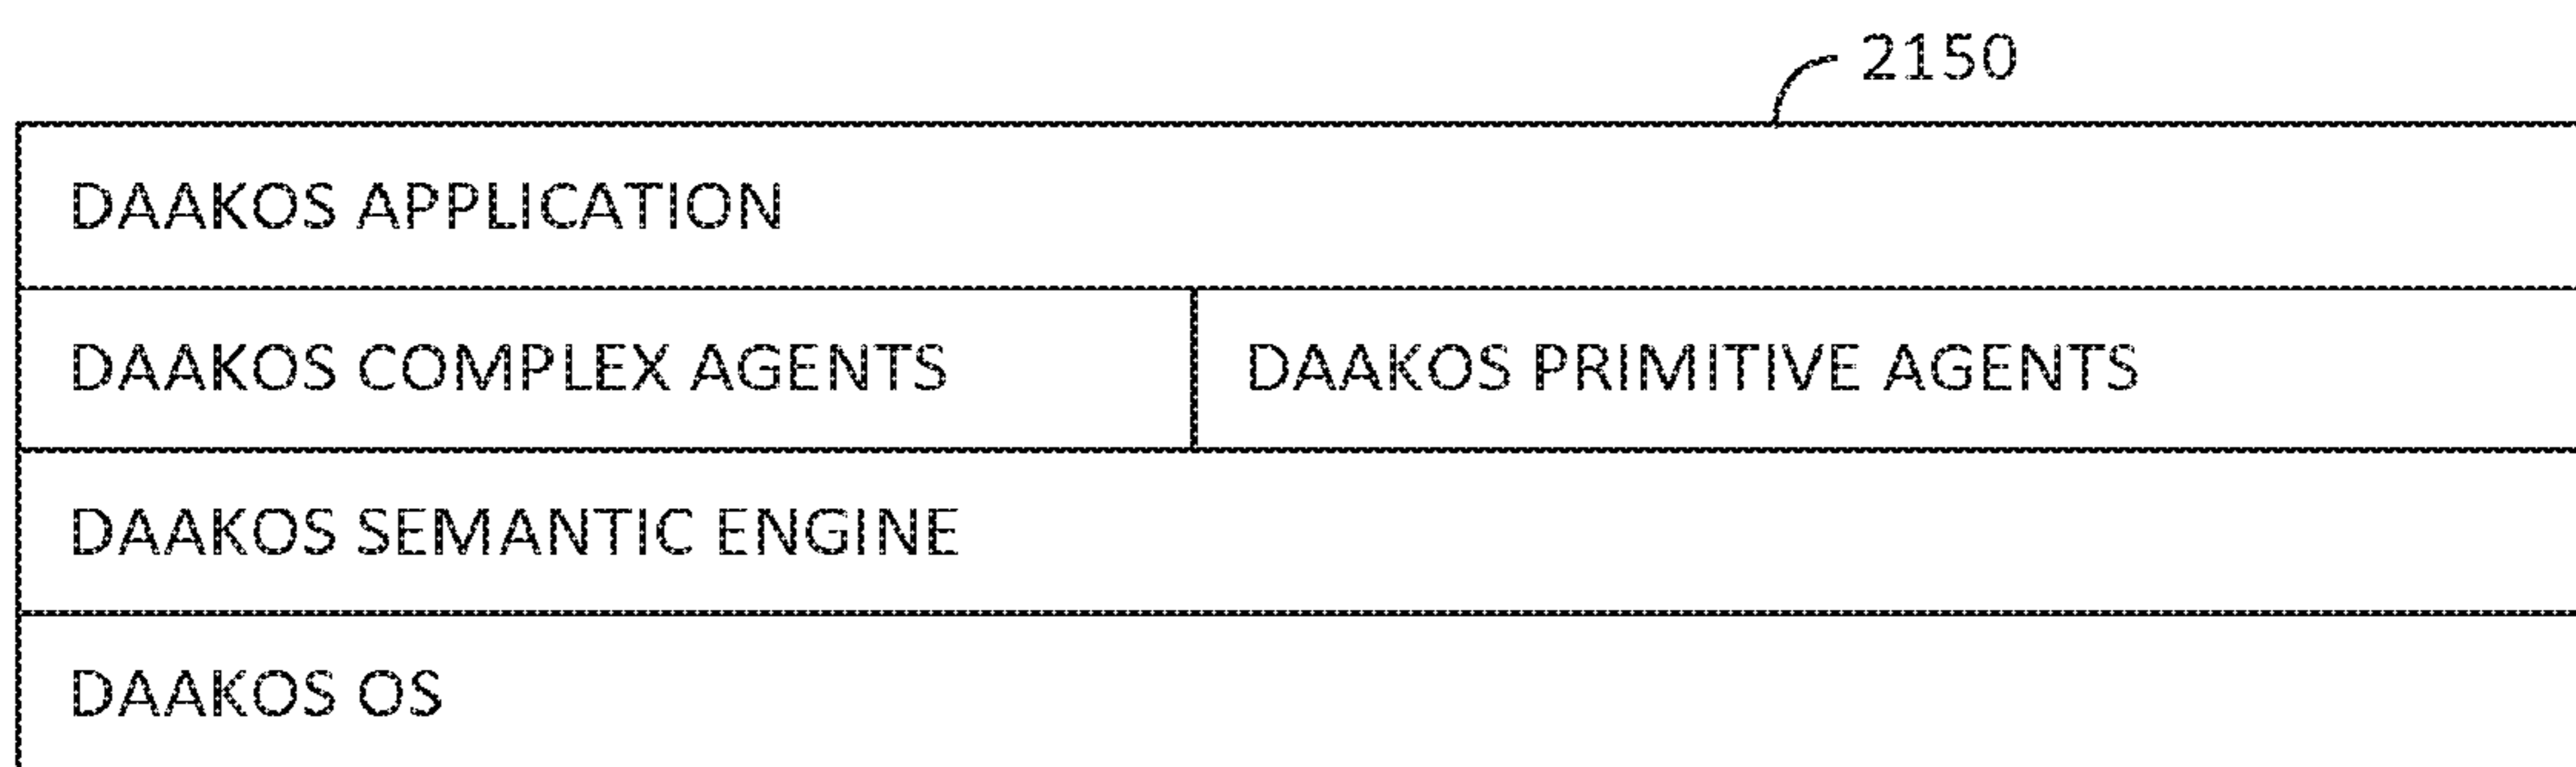 2150
DAAKOS APPLICATION
DAAKOS COMPLEX AGENTS
DAAKOS PRIMITIVE AGENTS
DAAKOS SEMANTIC ENGINE
DAAKOS OS